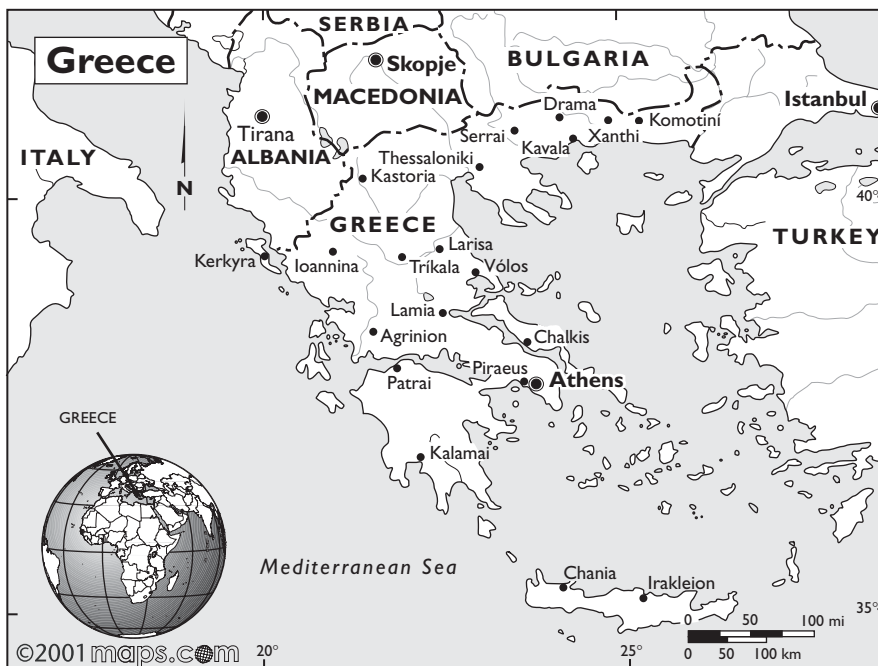 Greece
SERBIA
Skopje
BULGARIA
MACEDONIA
Drama
Istanbul
Tirana
Serrai
Komotiní
Kavala
Xanthi
ITALY
ALBANIA
Thessaloniki
Kastoria
N
40°
GREECE
TURKEY
Larisa
Kerkyra
Ioannina
Tríkala
Vólos
Lamia
Agrinion
Chalkis
Piraeus
Athens
Patrai
GREECE
Kalamai
Mediterranean Sea
Chania
Irakleion
35°
0 50 100 mi
0 50 100 km
©2001 maps.com
20°
25°